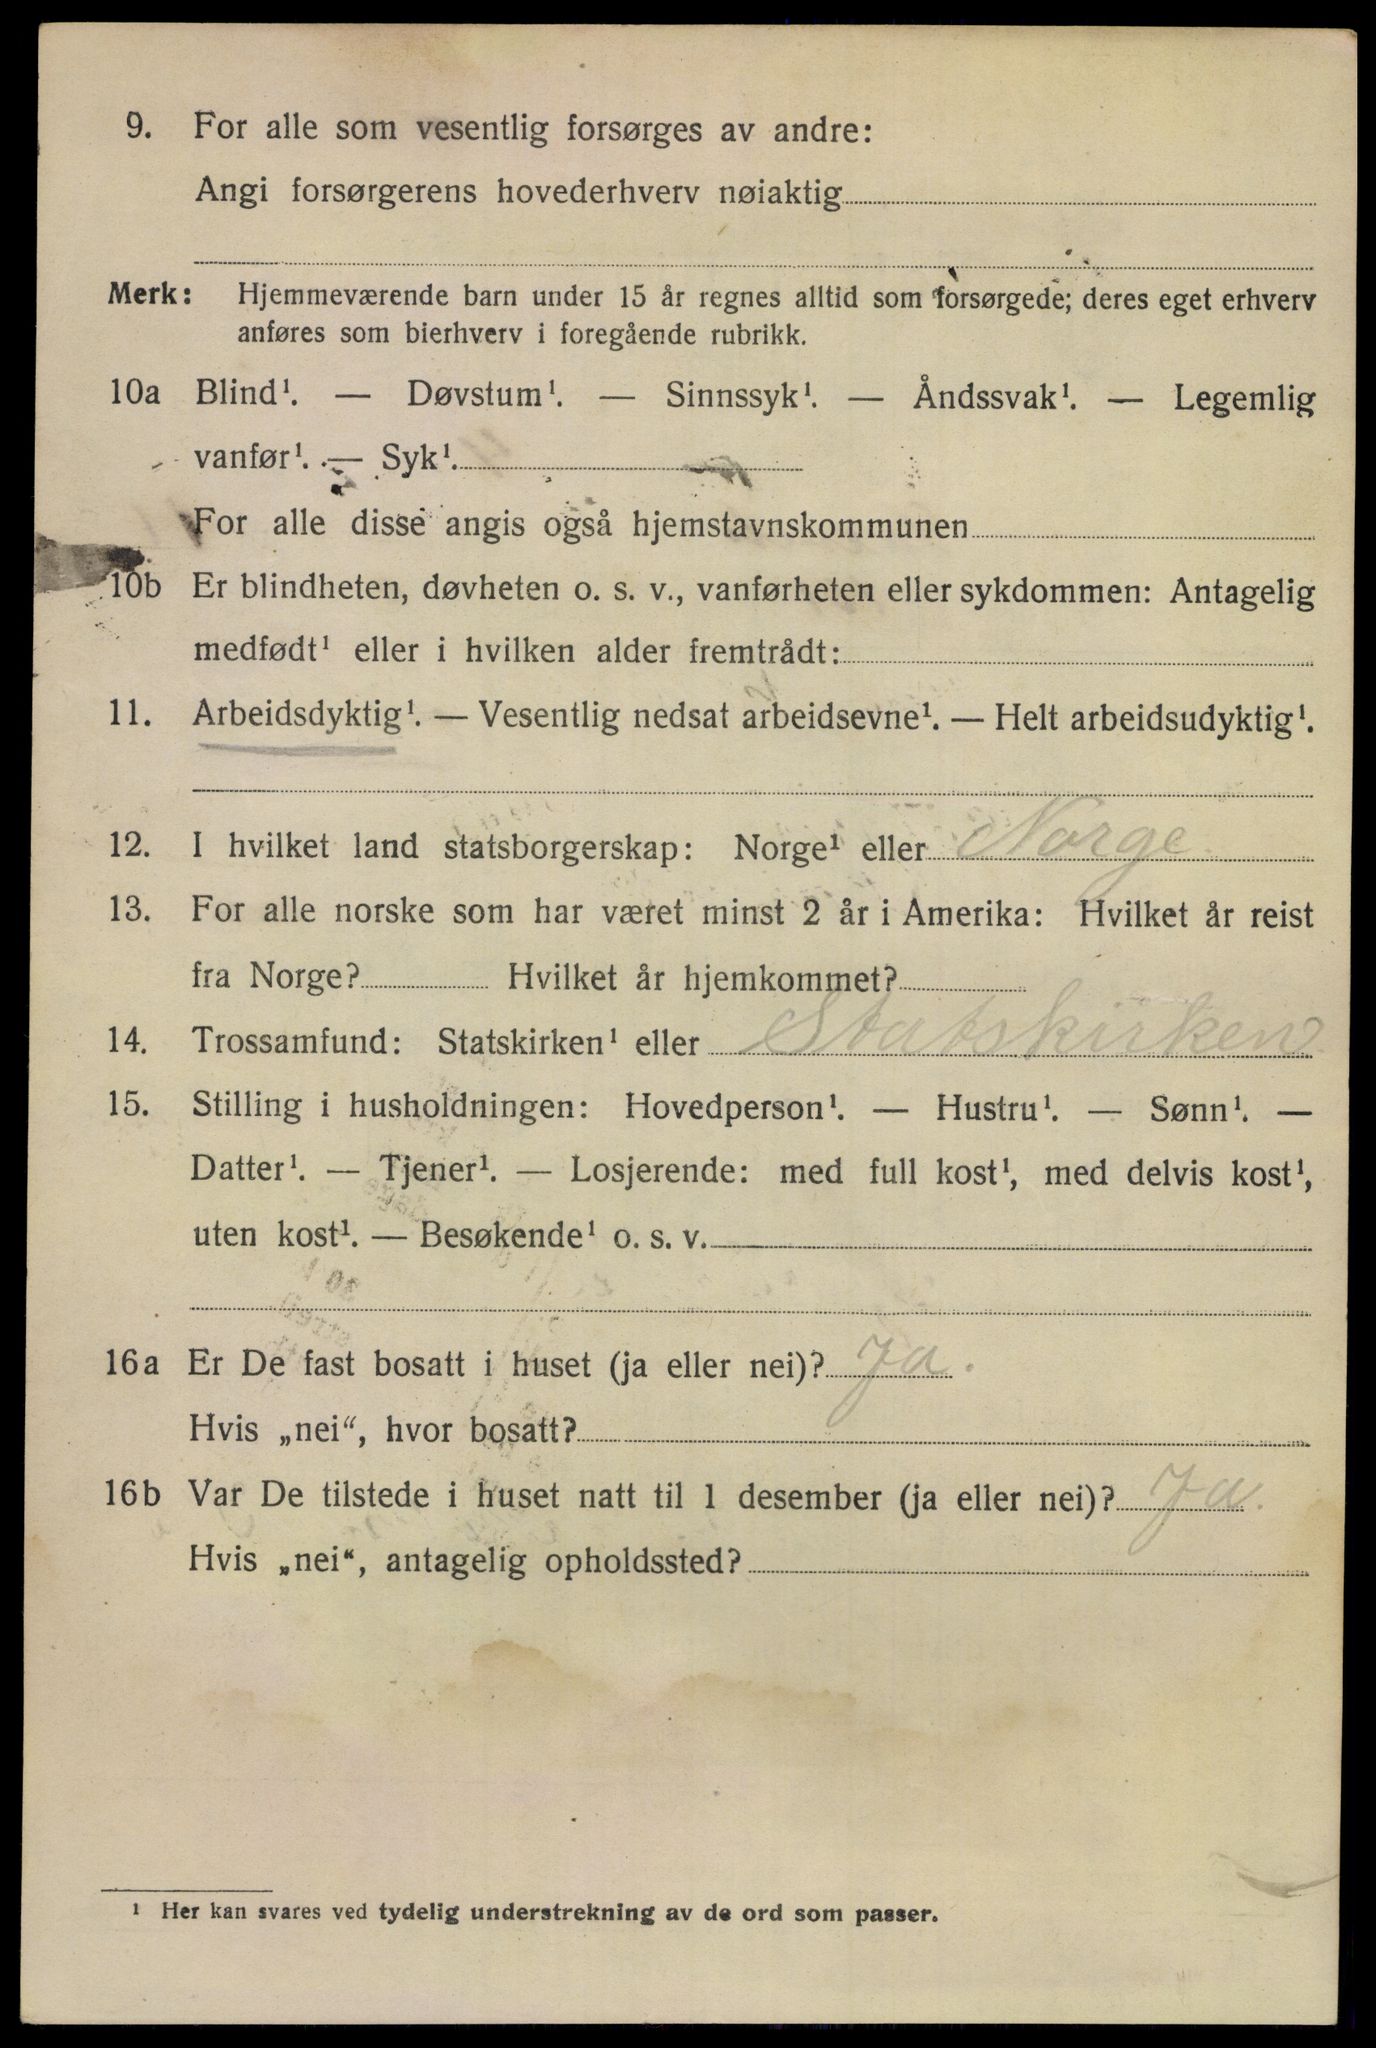 9. For alle som vesentlig forsørges av andre:
Angi forsørgerens hovederhverv nøiaktig
Merk: Hjemmeværende barn under 15 år regnes alltid som forsørgede; deres eget erhverv
anføres som bierhverv i foregående rubrikk.
10a Blind¹. — Døvstum¹. — Sinnssyk¹. — Åndssvak¹. — Legemlig
vanfør¹. — Syk¹.
For alle disse angis også hjemstavnskommunen
10b Er blindheten, døvheten o. s. v., vanførheten eller sykdommen: Antagelig
medfødt¹ eller i hvilken alder fremtrådt:
11. Arbeidsdyktig¹. — Vesentlig nedsat arbeidsevne¹. — Helt arbeidsudyktig¹.
12. I hvilket land statsborgerskap: Norge¹ eller Norge.
13. For alle norske som har været minst 2 år i Amerika: Hvilket år reist
fra Norge? Hvilket år hjemkommet?
14. Trossamfund: Statskirken¹ eller Statskirken
15. Stilling i husholdningen: Hovedperson¹. — Hustru¹. — Sønn¹. —
Datter¹. — Tjener¹. — Losjerende: med full kost¹, med delvis kost¹,
uten kost¹. — Besøkende¹ o. s. v.
16a Er De fast bosatt i huset (ja eller nei)? Ja.
Hvis „nei“, hvor bosatt?
16b Var De tilstede i huset natt til 1 desember (ja eller nei)? Ja.
Hvis „nei“, antagelig opholdssted?
¹ Her kan svares ved tydelig understrekning av de ord som passer.